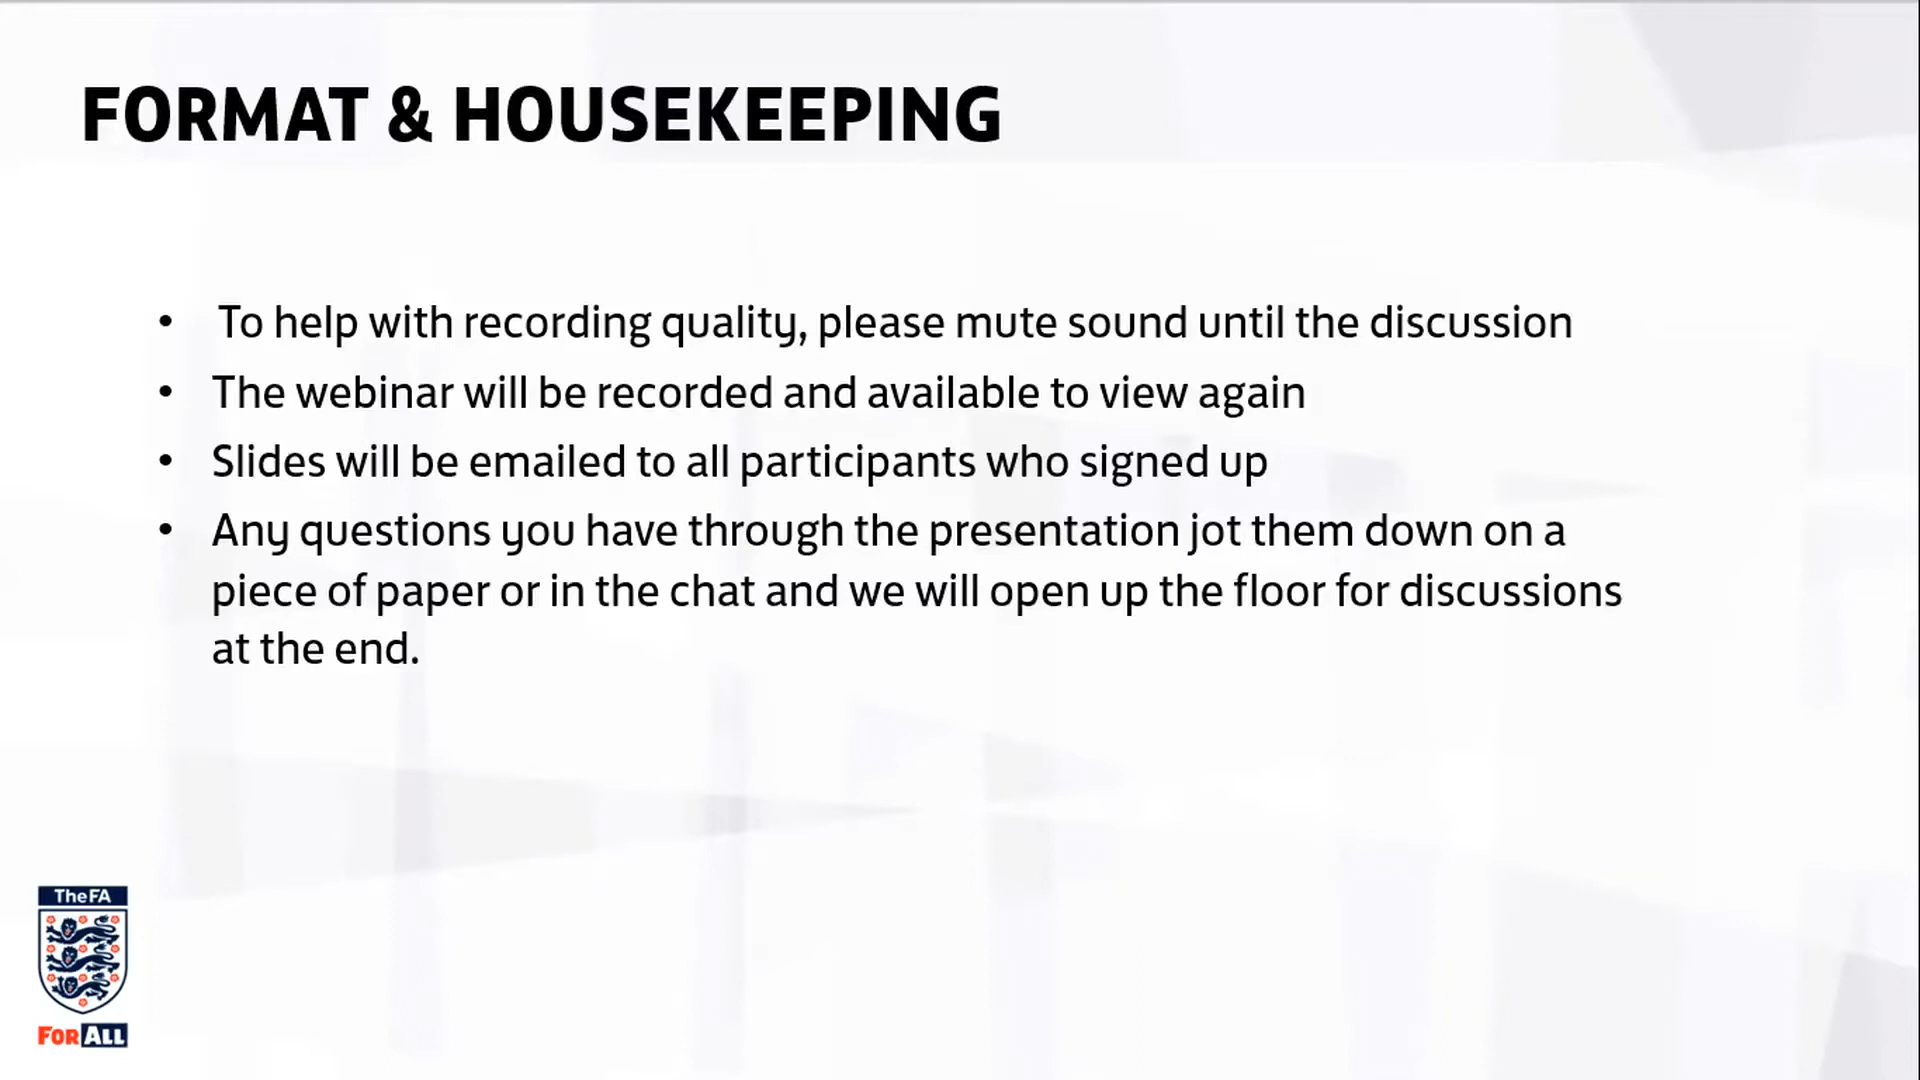 FORMAT & HOUSEKEEPING
• To help with recording quality, please mute sound until the discussion
• The webinar will be recorded and available to view again
• Slides will be emailed to all participants who signed up
• Any questions you have through the presentation jot them down on a
piece of paper or in the chat and we will open up the floor for discussions
at the end.
The FA
FOR ALL